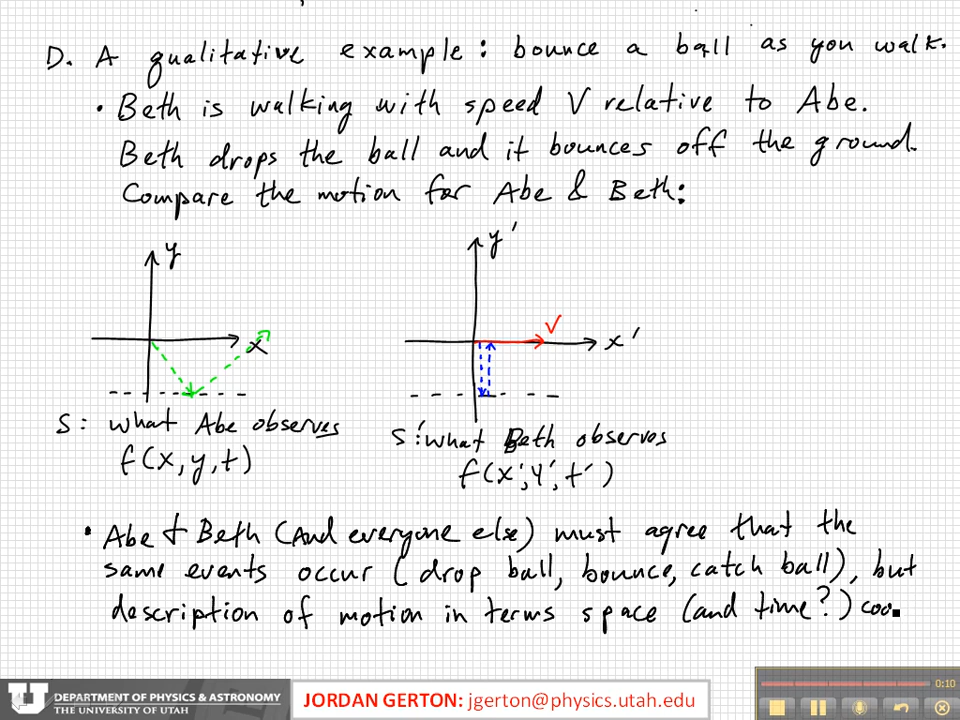 D. A qualitative example: bounce a ball as you walk.
• Beth is walking with speed V relative to Abe.
Beth drops the ball and it bounces off the ground.
Compare the motion for Abe & Beth:
y
y'
V
x
x'
S: what Abe observes
S': what Beth observes
f(x, y, t)
f(x', y', t')
• Abe & Beth (and everyone else) must agree that the
same events occur (drop ball, bounce, catch ball), but
description of motion in terms space (and time?) coo
U
DEPARTMENT OF PHYSICS & ASTRONOMY
THE UNIVERSITY OF UTAH
JORDAN GERTON: jgerton@physics.utah.edu
0:10